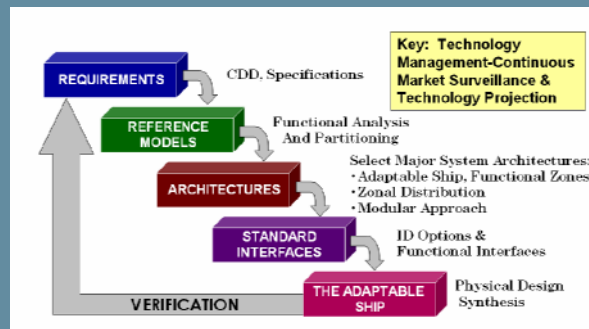 Key: Technology
Management-Continuous
Market Surveillance &
Technology Projection
REQUIREMENTS
CDD, Specifications
REFERENCE
MODELS
Functional Analysis
And Partitioning
ARCHITECTURES
Select Major System Architectures:
•Adaptable Ship, Functional Zones
•Zonal Distribution
•Modular Approach
STANDARD
INTERFACES
ID Options &
Functional Interfaces
THE ADAPTABLE
SHIP
Physical Design
Synthesis
VERIFICATION